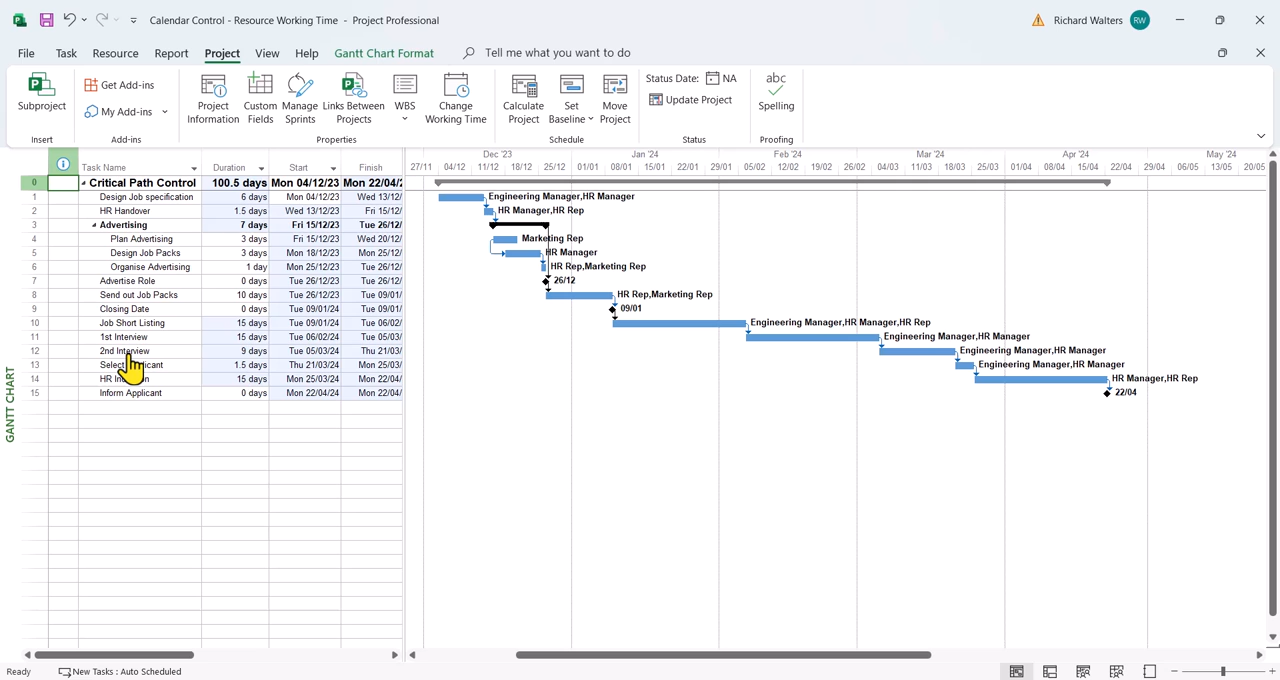 Calendar Control - Resource Working Time - Project Professional
Richard Walters RW
File Task Resource Report Project View Help Gantt Chart Format Tell me what you want to do
Subproject
Insert
Get Add-ins
My Add-ins
Add-ins
Project Information
Custom Fields
Manage Sprints
Links Between Projects
WBS
Change Working Time
Properties
Calculate Project
Set Baseline
Move Project
Schedule
Status Date: NA
Update Project
Status
abc
Spelling
Proofing
Task Name Duration Start Finish
Dec '23 Jan '24 Feb '24 Mar '24 Apr '24 May '24
27/11 04/12 11/12 18/12 25/12 01/01 08/01 15/01 22/01 29/01 05/02 12/02 19/02 26/02 04/03 11/03 18/03 25/03 01/04 08/04 15/04 22/04 29/04 06/05 13/05 20/05
0 Critical Path Control 100.5 days Mon 04/12/23 Mon 22/04/2
1 Design Job specification 6 days Mon 04/12/23 Wed 13/12/ Engineering Manager,HR Manager
2 HR Handover 1.5 days Wed 13/12/23 Fri 15/12/ HR Manager,HR Rep
3 Advertising 7 days Fri 15/12/23 Tue 26/12/
4 Plan Advertising 3 days Fri 15/12/23 Wed 20/12/ Marketing Rep
5 Design Job Packs 3 days Mon 18/12/23 Mon 25/12/ HR Manager
6 Organise Advertising 1 day Mon 25/12/23 Tue 26/12/ HR Rep,Marketing Rep
7 Advertise Role 0 days Tue 26/12/23 Tue 26/12/ 26/12
8 Send out Job Packs 10 days Tue 26/12/23 Tue 09/01/ HR Rep,Marketing Rep
9 Closing Date 0 days Tue 09/01/24 Tue 09/01/ 09/01
10 Job Short Listing 15 days Tue 09/01/24 Tue 06/02/ Engineering Manager,HR Manager,HR Rep
11 1st Interview 15 days Tue 06/02/24 Tue 05/03/ Engineering Manager,HR Manager
12 2nd Interview 9 days Tue 05/03/24 Thu 21/03/ Engineering Manager,HR Manager
13 Select 1.5 days Thu 21/03/24 Mon 25/03/ Engineering Manager,HR Manager
14 HR 15 days Mon 25/03/24 Mon 22/04/ HR Manager,HR Rep
15 Inform Applicant 0 days Mon 22/04/24 Mon 22/04/ 22/04
GANTT CHART
Ready New Tasks : Auto Scheduled